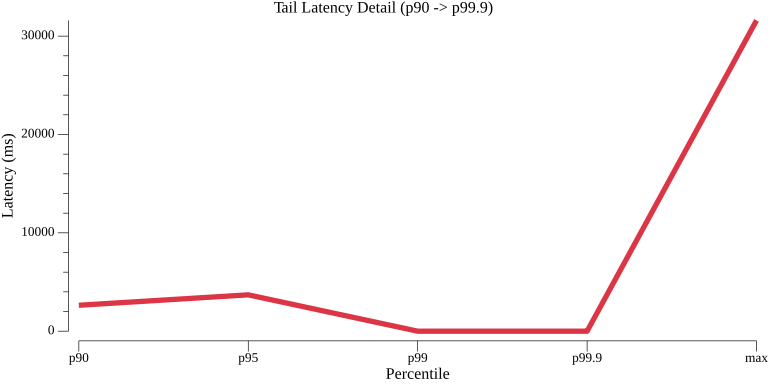 Tail Latency Detail (p90 -> p99.9)
30000
20000
10000
0
Latency (ms)
p90 p95 p99 p99.9 max
Percentile